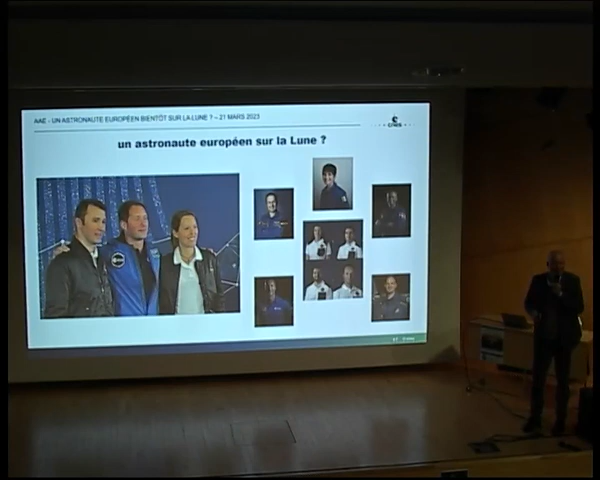 AAE - UN ASTRONAUTE EUROPÉEN BIENTÔT SUR LA LUNE ? – 21 MARS 2023
cnes
un astronaute européen sur la Lune ?